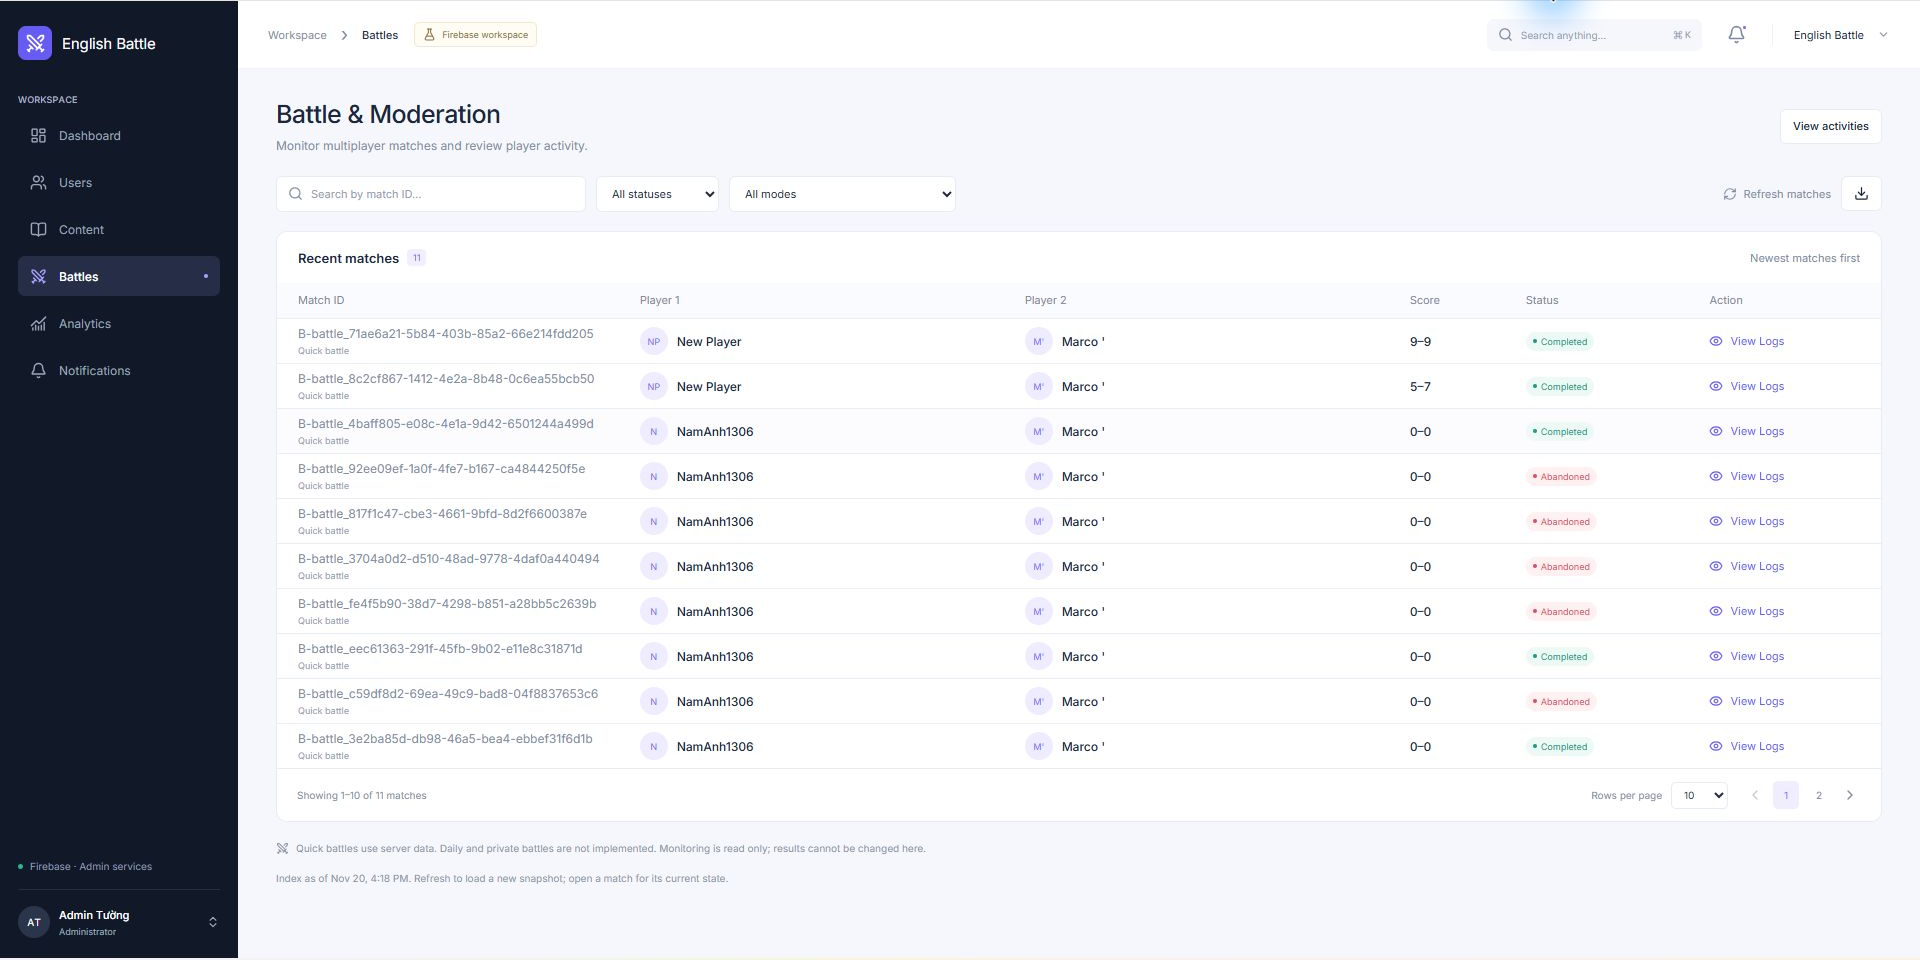 English Battle
WORKSPACE
Dashboard
Users
Content
Battles
Analytics
Notifications
Firebase · Admin services
AT
Admin Tường
Administrator
Workspace > Battles
Firebase workspace
Search anything...
⌘ K
English Battle
Battle & Moderation
Monitor multiplayer matches and review player activity.
View activities
Search by match ID...
All statuses
All modes
Refresh matches
Recent matches 11
Newest matches first
Match ID Player 1 Player 2 Score Status Action
B-battle_71ae6a21-5b84-403b-85a2-66e214fdd205
Quick battle
NP New Player M' Marco ' 9–9 Completed View Logs
B-battle_8c2cf867-1412-4e2a-8b48-0c6ea55bcb50
Quick battle
NP New Player M' Marco ' 5–7 Completed View Logs
B-battle_4baff805-e08c-4e1a-9d42-6501244a499d
Quick battle
N NamAnh1306 M' Marco ' 0–0 Completed View Logs
B-battle_92ee09ef-1a0f-4fe7-b167-ca4844250f5e
Quick battle
N NamAnh1306 M' Marco ' 0–0 Abandoned View Logs
B-battle_817f1c47-cbe3-4661-9bfd-8d2f6600387e
Quick battle
N NamAnh1306 M' Marco ' 0–0 Abandoned View Logs
B-battle_3704a0d2-d510-48ad-9778-4daf0a440494
Quick battle
N NamAnh1306 M' Marco ' 0–0 Abandoned View Logs
B-battle_fe4f5b90-38d7-4298-b851-a28bb5c2639b
Quick battle
N NamAnh1306 M' Marco ' 0–0 Abandoned View Logs
B-battle_eec61363-291f-45fb-9b02-e11e8c31871d
Quick battle
N NamAnh1306 M' Marco ' 0–0 Completed View Logs
B-battle_c59df8d2-69ea-49c9-bad8-04f8837653c6
Quick battle
N NamAnh1306 M' Marco ' 0–0 Abandoned View Logs
B-battle_3e2ba85d-db98-46a5-bea4-ebbef31f6d1b
Quick battle
N NamAnh1306 M' Marco ' 0–0 Completed View Logs
Showing 1–10 of 11 matches
Rows per page 10 1 2
Quick battles use server data. Daily and private battles are not implemented. Monitoring is read only; results cannot be changed here.
Index as of Nov 20, 4:18 PM. Refresh to load a new snapshot; open a match for its current state.